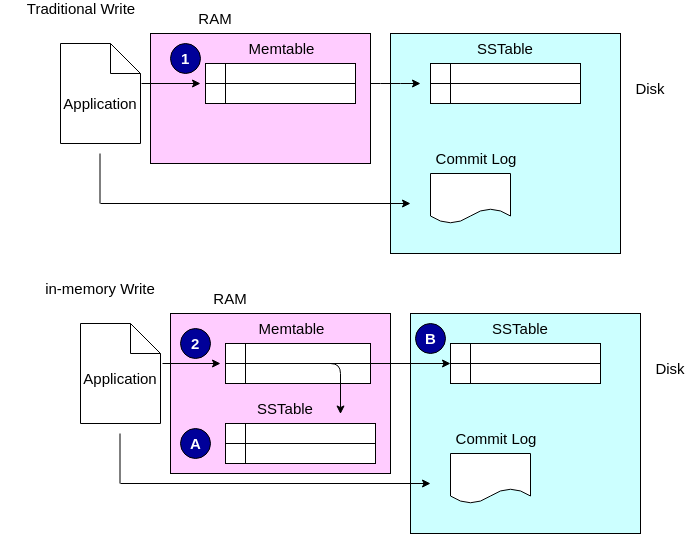 Traditional Write
RAM
1
Memtable
SSTable
Application
Disk
Commit Log
in-memory Write
RAM
2
Memtable
B
SSTable
Application
Disk
SSTable
A
Commit Log